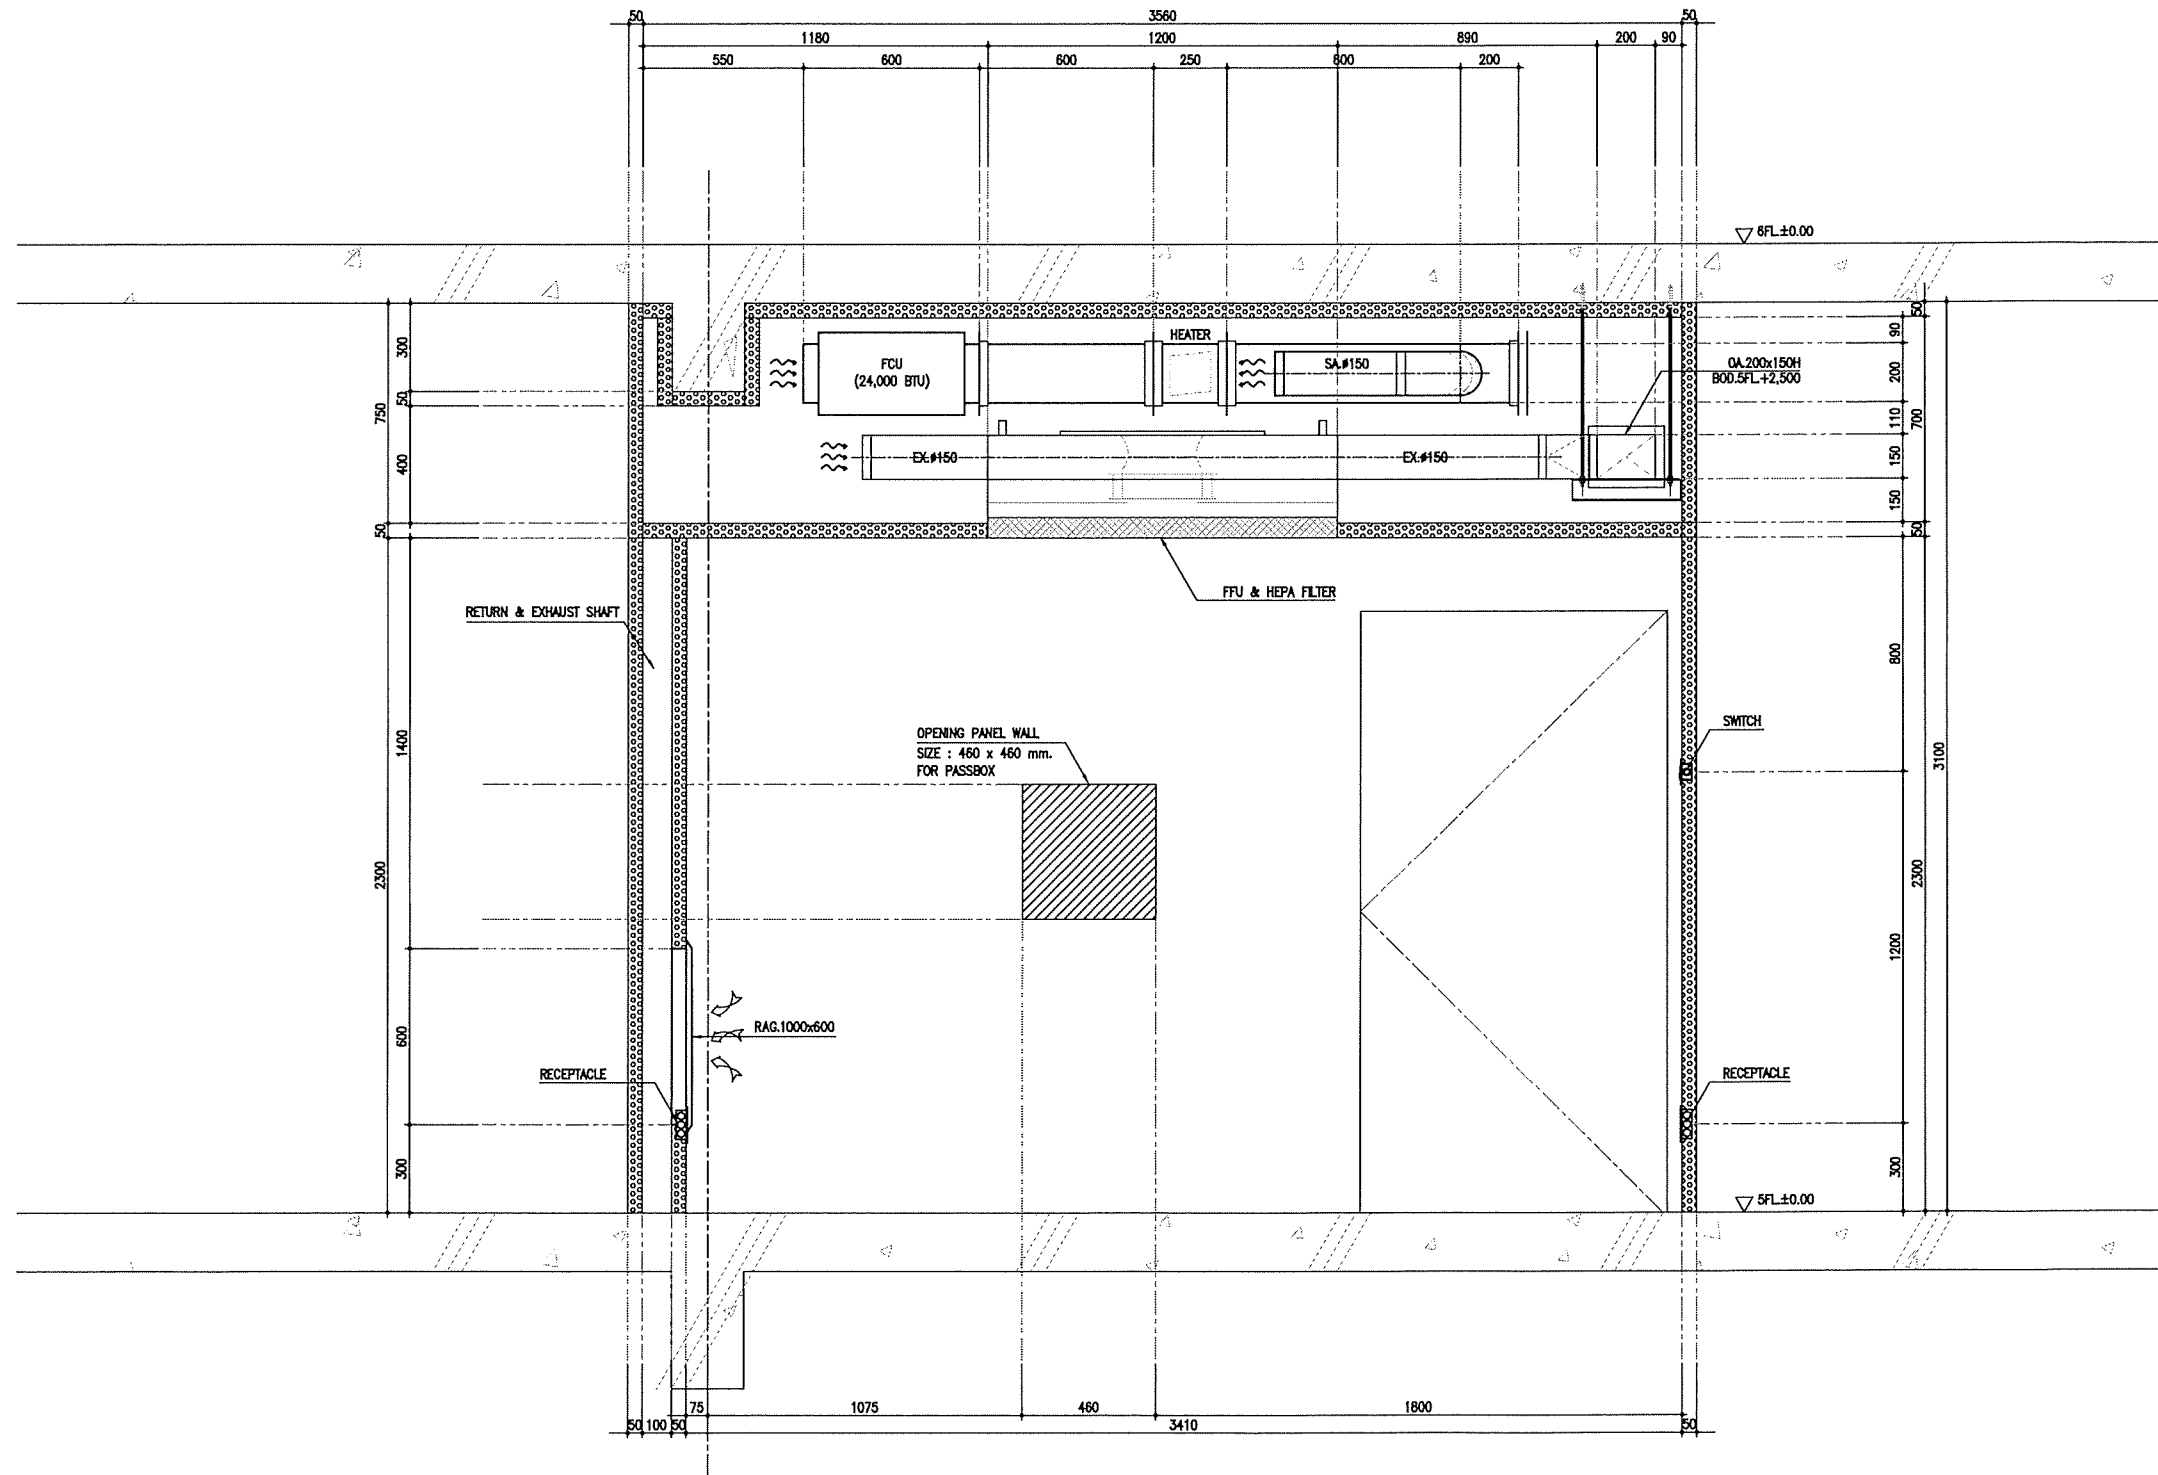 50 3560 50
1180 1200 890 200 90
550 600 600 250 800 200
6FL.±0.00
HEATER
FCU
(24,000 BTU)
SA.ø150
OA.200x150H
BOD.5FL.+2,500
EX.ø150 EX.ø150
300
50
750
400
50
50
90
200
110
700
150
150
50
FFU & HEPA FILTER
RETURN & EXHAUST SHAFT
800
1400
SWITCH
OPENING PANEL WALL
SIZE : 460 x 460 mm.
FOR PASSBOX
3100
2300
2300
1200
RAG.1000x600
600
RECEPTACLE
RECEPTACLE
300
300
5FL.±0.00
75 1075 460 1800
50 100 50 3410 50